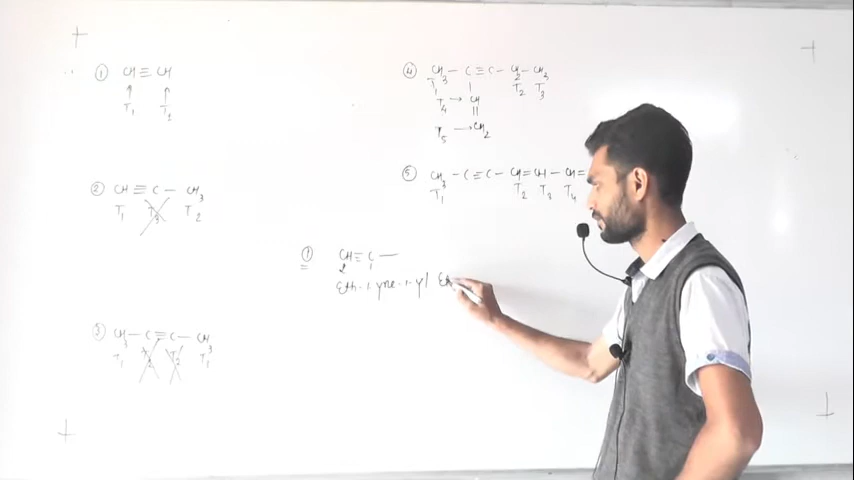 ① CH≡CH
T₁ T₁
② CH≡C-CH₃
T₁ T₃ T₂
③ CH₃-C≡C-CH₃
T₁ T₂ T₂ T₁
④ CH₃-C≡C-CH₂-CH₃
T₁ T₂ T₃
T₄→CH
||
T₅→CH₂
⑤ CH₃-C≡C-CH=CH-CH=
T₁ T₂ T₃ T₄
① CH≡C-
2 1
Eth-1-yne-1-yl Eth